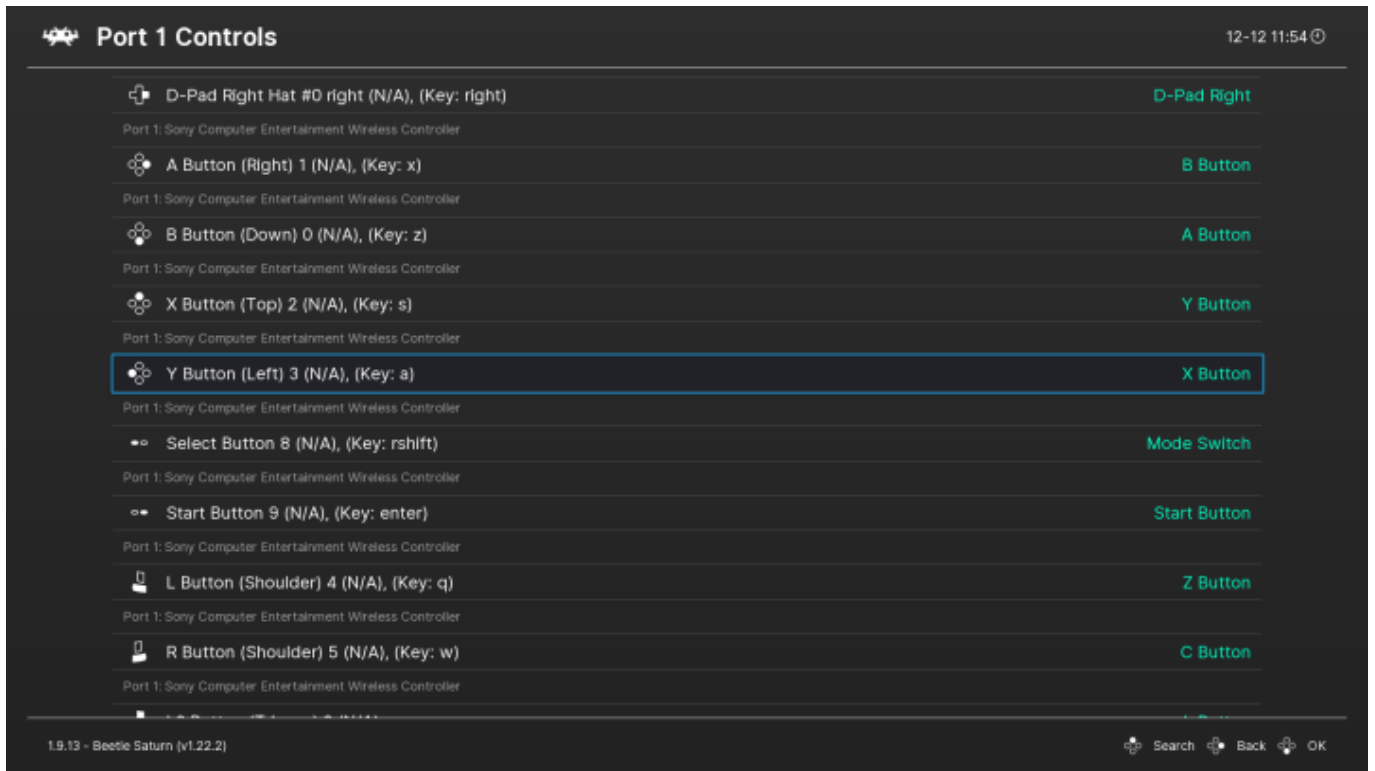 Port 1 Controls
12-12 11:54
D-Pad Right Hat #0 right (N/A), (Key: right) D-Pad Right
Port 1: Sony Computer Entertainment Wireless Controller
A Button (Right) 1 (N/A), (Key: x) B Button
Port 1: Sony Computer Entertainment Wireless Controller
B Button (Down) 0 (N/A), (Key: z) A Button
Port 1: Sony Computer Entertainment Wireless Controller
X Button (Top) 2 (N/A), (Key: s) Y Button
Port 1: Sony Computer Entertainment Wireless Controller
Y Button (Left) 3 (N/A), (Key: a) X Button
Port 1: Sony Computer Entertainment Wireless Controller
Select Button 8 (N/A), (Key: rshift) Mode Switch
Port 1: Sony Computer Entertainment Wireless Controller
Start Button 9 (N/A), (Key: enter) Start Button
Port 1: Sony Computer Entertainment Wireless Controller
L Button (Shoulder) 4 (N/A), (Key: q) Z Button
Port 1: Sony Computer Entertainment Wireless Controller
R Button (Shoulder) 5 (N/A), (Key: w) C Button
Port 1: Sony Computer Entertainment Wireless Controller
1.9.13 - Beetle Saturn (v1.22.2)
Search Back OK